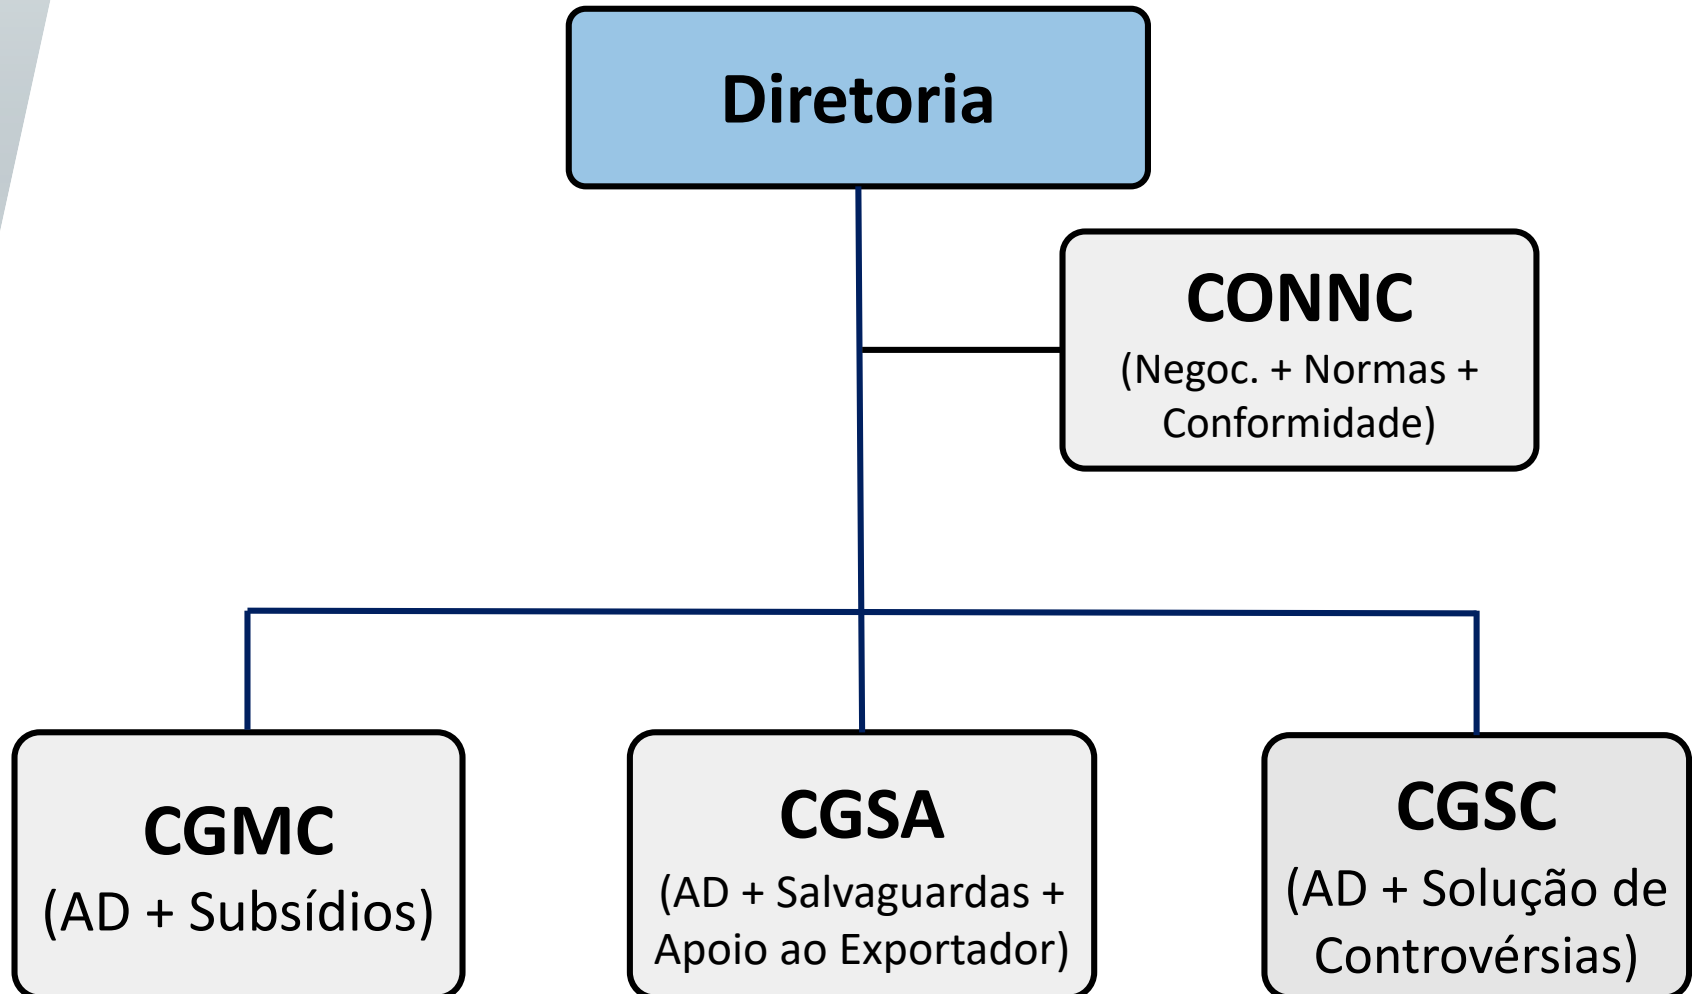 Diretoria
CONNC
(Negoc. + Normas +
Conformidade)
CGMC
(AD + Subsídios)
CGSA
(AD + Salvaguardas +
Apoio ao Exportador)
CGSC
(AD + Solução de
Controvérsias)